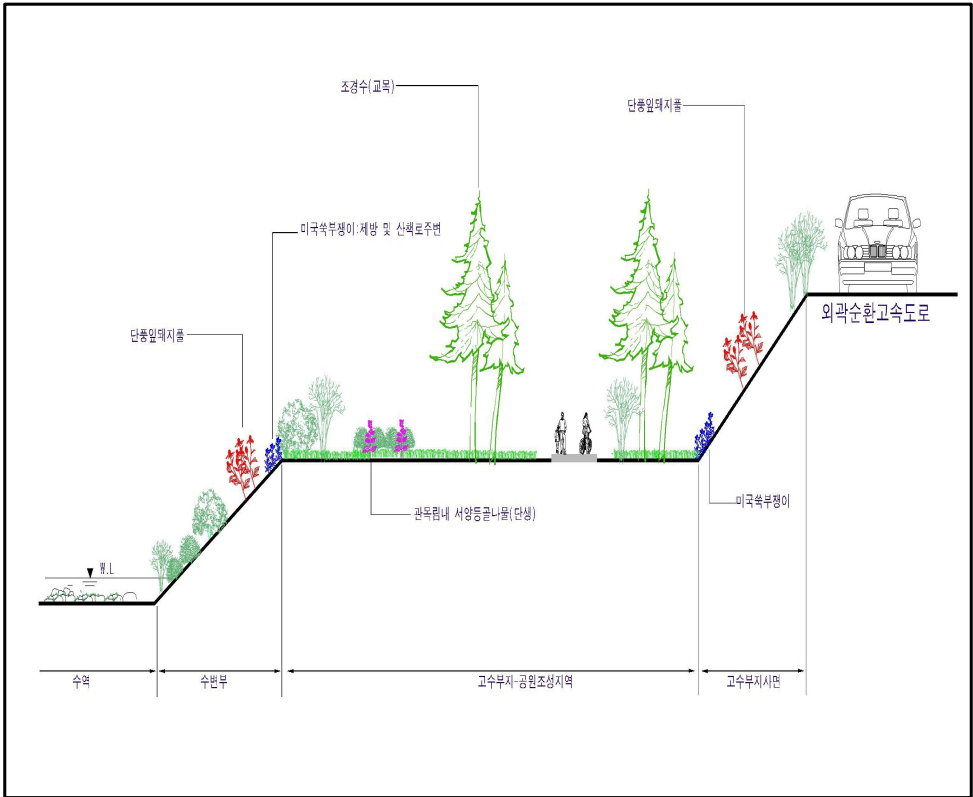 조경수(교목)
단풍잎돼지풀
미국쑥부쟁이:제방 및 산책로주변
외곽순환고속도로
단풍잎돼지풀
미국쑥부쟁이
관목림내 서양등골나물(단생)
W.L
수역
수변부
고수부지-공원조성지역
고수부지사면